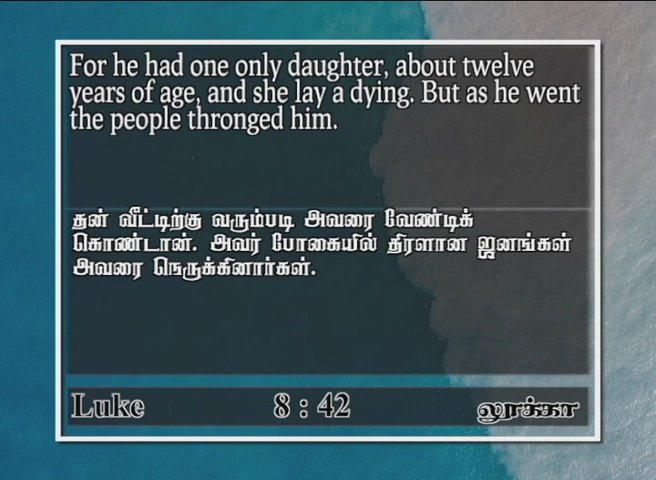 For he had one only daughter, about twelve
years of age, and she lay a dying. But as he went
the people thronged him.
தன் வீட்டிற்கு வரும்படி அவரை வேண்டிக்
கொண்டான். அவர் போகையில் திரளான ஜனங்கள்
அவரை நெருக்கினார்கள்.
Luke 8 : 42 லூக்கா